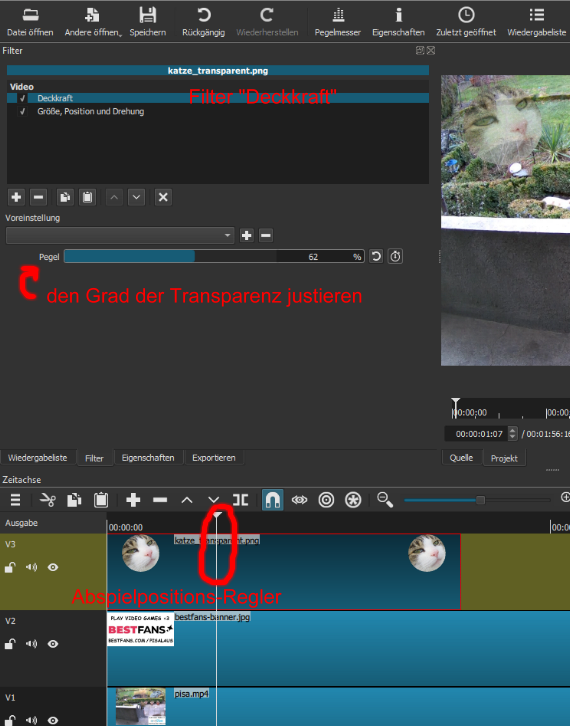 Datei öffnen
Andere öffnen...
Speichern
Rückgängig
Wiederherstellen
Pegelmesser
Eigenschaften
Zuletzt geöffnet
Wiedergabeliste
Filter
katze_transparent.png
Video
✓ Deckkraft
Filter "Deckkraft"
✓ Größe, Position und Drehung
Voreinstellung
Pegel 62 %
den Grad der Transparenz justieren
00:00:00 00:00
00:00:01:07 / 00:01:56:16
Wiedergabeliste Filter Eigenschaften Exportieren
Quelle Projekt
Zeitachse
Ausgabe
00:00:00 00:0
V3
katze_transparent.png
Abspielpositions-Regler
V2
bestfans-banner.jpg
PLAY VIDEO GAMES <3
BESTFANS
BESTFANS.COM/PISALAUB
V1
pisa.mp4